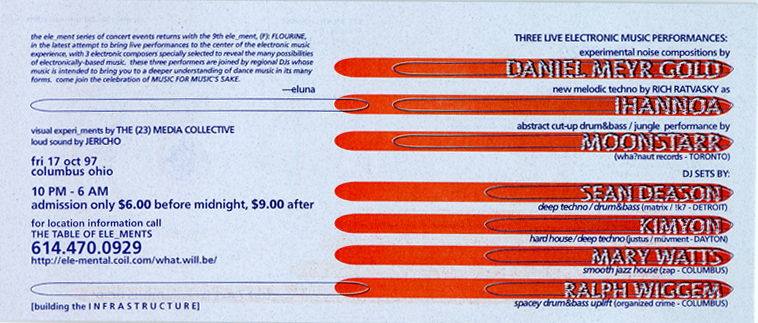 the ele_ment series of concert events returns with the 9th ele_ment, (F): FLOURINE,
in the latest attempt to bring live performances to the center of the electronic music
experience, with 3 electronic composers specially selected to reveal the many possibilities
of electronically-based music. these three performers are joined by regional DJs whose
music is intended to bring you to a deeper understanding of dance music in its many
forms. come join the celebration of MUSIC FOR MUSIC'S SAKE.
—eluna
visual experi_ments by THE (23) MEDIA COLLECTIVE
loud sound by JERICHO
fri 17 oct 97
columbus ohio
10 PM - 6 AM
admission only $6.00 before midnight, $9.00 after
for location information call
THE TABLE OF ELE_MENTS
614.470.0929
http://ele-mental.coil.com/what.will.be/
[building the I N F R A S T R U C T U R E]
THREE LIVE ELECTRONIC MUSIC PERFORMANCES:
experimental noise compositions by
DANIEL MEYR GOLD
new melodic techno by RICH RATVASKY as
IHANNOA
abstract cut-up drum&bass / jungle performance by
MOONSTARR
(wha?naut records - TORONTO)
DJ SETS BY:
SEAN DEASON
deep techno / drum&bass (matrix / !k7 - DETROIT)
KIMYON
hard house / deep techno (justus / müvment - DAYTON)
MARY WATTS
smooth jazz house (zap - COLUMBUS)
RALPH WIGGEM
spacey drum&bass uplift (organized crime - COLUMBUS)